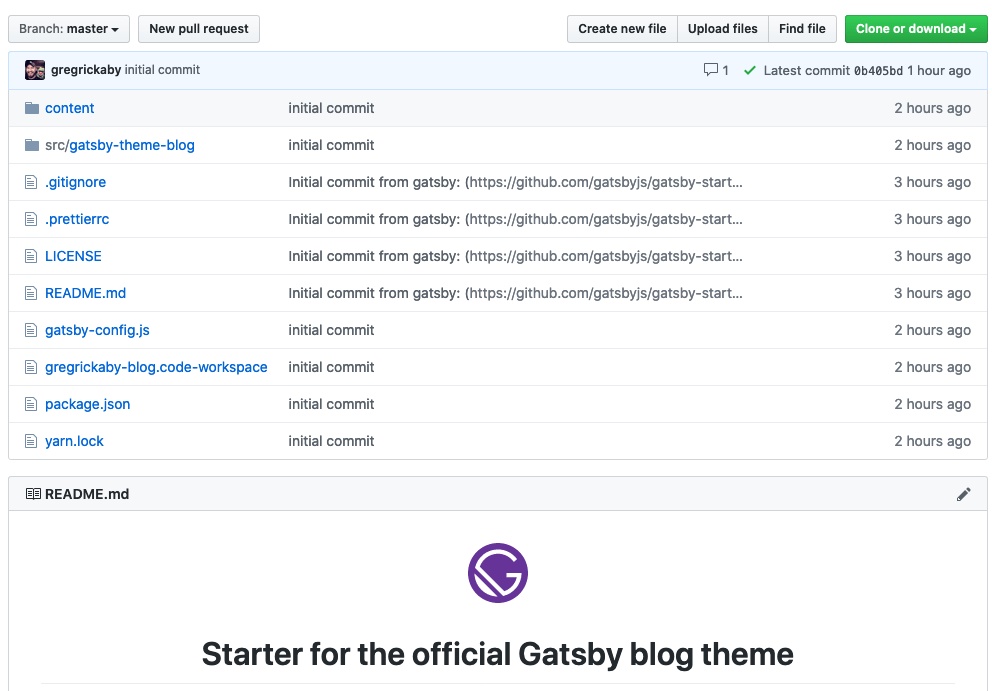 Branch: master New pull request Create new file Upload files Find file Clone or download
gregrickaby initial commit 1 Latest commit 0b405bd 1 hour ago
content initial commit 2 hours ago
src/gatsby-theme-blog initial commit 2 hours ago
.gitignore Initial commit from gatsby: (https://github.com/gatsbyjs/gatsby-start... 3 hours ago
.prettierrc Initial commit from gatsby: (https://github.com/gatsbyjs/gatsby-start... 3 hours ago
LICENSE Initial commit from gatsby: (https://github.com/gatsbyjs/gatsby-start... 3 hours ago
README.md Initial commit from gatsby: (https://github.com/gatsbyjs/gatsby-start... 3 hours ago
gatsby-config.js initial commit 2 hours ago
gregrickaby-blog.code-workspace initial commit 2 hours ago
package.json initial commit 2 hours ago
yarn.lock initial commit 2 hours ago
README.md
Starter for the official Gatsby blog theme